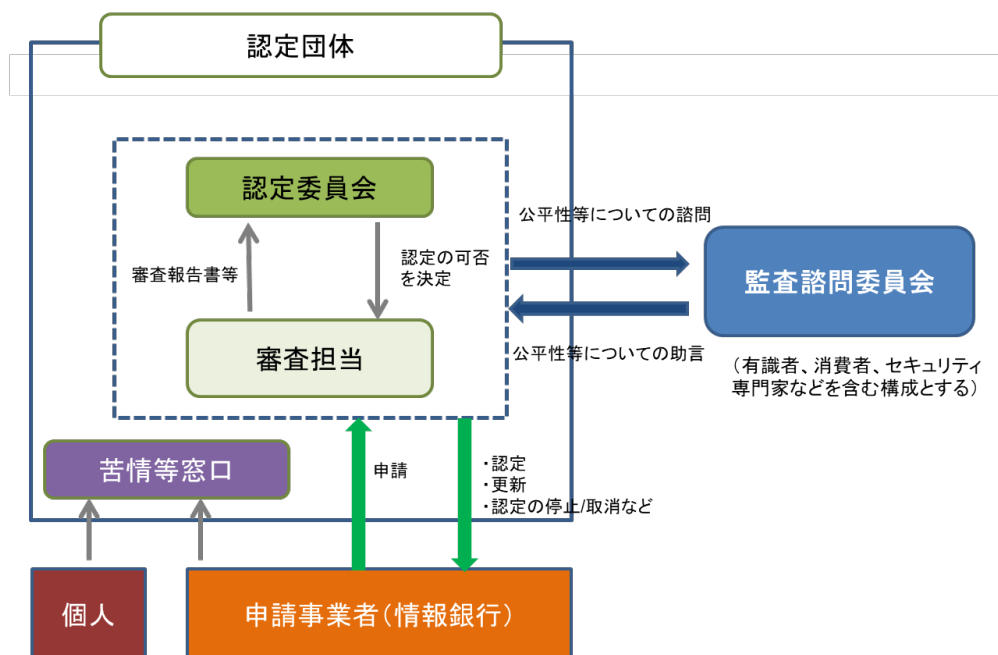 認定団体
認定委員会
審査報告書等
認定の可否
を決定
審査担当
公平性等についての諮問
監査諮問委員会
公平性等についての助言
（有識者、消費者、セキュリティ
専門家などを含む構成とする）
苦情等窓口
申請
・認定
・更新
・認定の停止/取消など
個人
申請事業者（情報銀行）